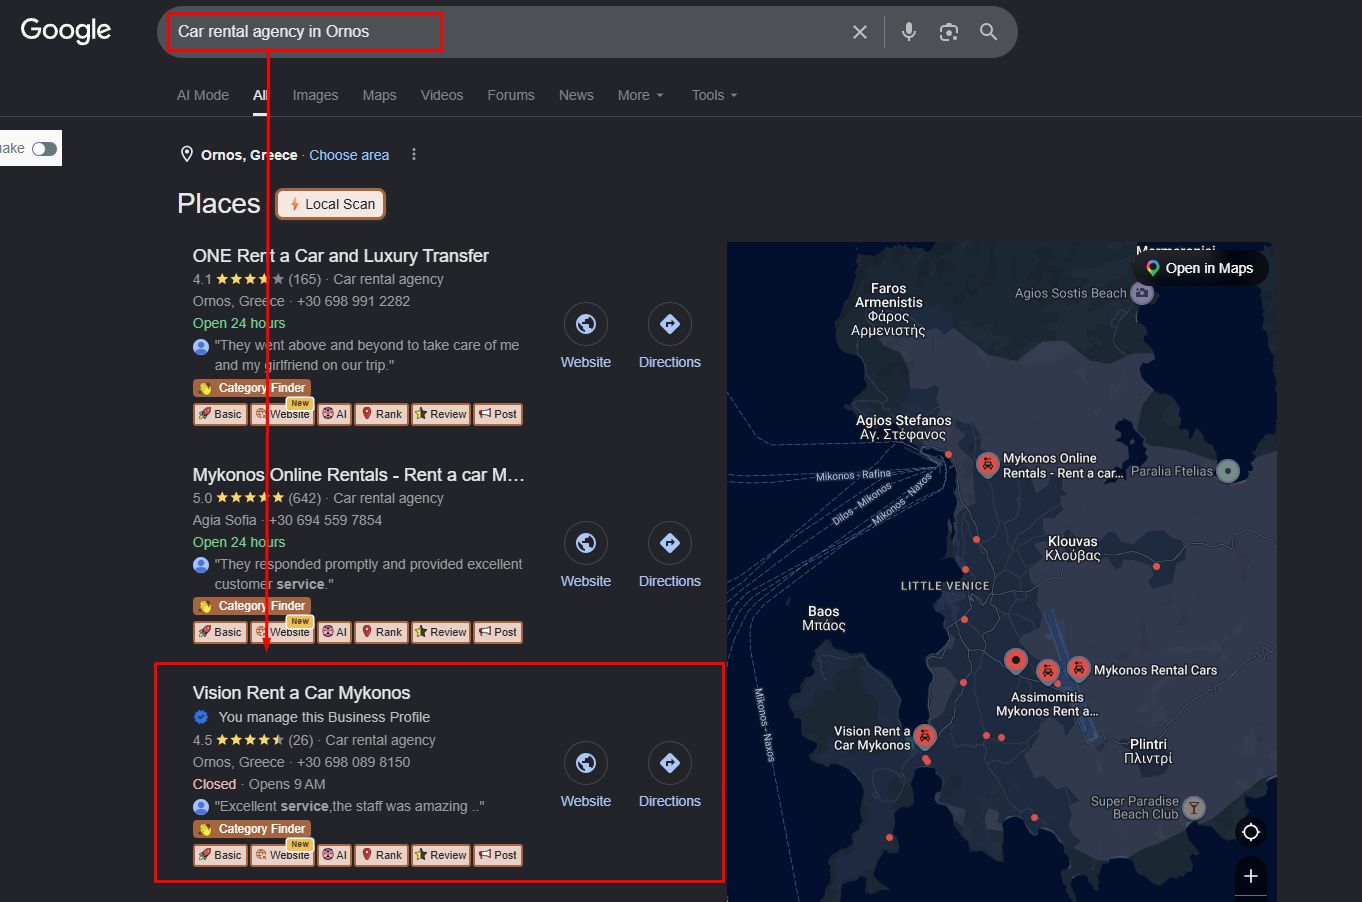 Google
Car rental agency in Ornos
AI Mode
All
Images
Maps
Videos
Forums
News
More
Tools
Ornos, Greece · Choose area
Places
Local Scan
ONE Rent a Car and Luxury Transfer
4.1 (165) · Car rental agency
Ornos, Greece · +30 698 991 2282
Open 24 hours
"They went above and beyond to take care of me
and my girlfriend on our trip."
Category Finder
New
Basic
Website
AI
Rank
Review
Post
Website
Directions
Mykonos Online Rentals - Rent a car M...
5.0 (642) · Car rental agency
Agia Sofia · +30 694 559 7854
Open 24 hours
"They responded promptly and provided excellent
customer service."
Category Finder
New
Basic
Website
AI
Rank
Review
Post
Website
Directions
Vision Rent a Car Mykonos
You manage this Business Profile
4.5 (26) · Car rental agency
Ornos, Greece · +30 698 089 8150
Closed · Opens 9 AM
"Excellent service,the staff was amazing .."
Category Finder
New
Basic
Website
AI
Rank
Review
Post
Website
Directions
Open in Maps
Faros
Armenistis
Φάρος
Αρμενιστής
Agios Sostis Beach
Agios Stefanos
Αγ. Στέφανος
Mykonos Online
Rentals - Rent a car...
Paralia Ftelias
Mikonos - Rafina
Dilos - Mikonos
Mikonos - Naxos
Klouvas
Κλούβας
LITTLE VENICE
Baos
Μπάος
Mykonos Rental Cars
Assimomitis
Mykonos Rent a...
Mikonos - Naxos
Vision Rent a
Car Mykonos
Plintri
Πλιντρί
Super Paradise
Beach Club